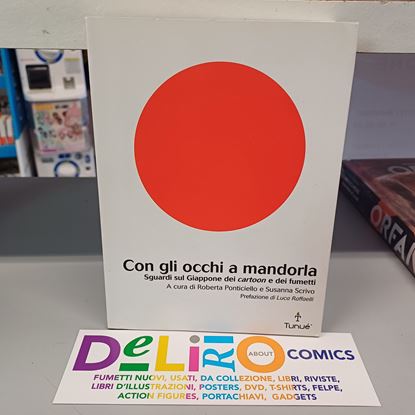 Con gli occhi a mandorla
Sguardi sul Giappone dei cartoon e dei fumetti
A cura di Roberta Ponticiello e Susanna Scrivo
Prefazione di Luca Raffaelli
Tunué
DeLiRiO ABOUT COMICS
FUMETTI NUOVI, USATI, DA COLLEZIONE, LIBRI, RIVISTE,
LIBRI D'ILLUSTRAZIONI, POSTERS, DVD, T-SHIRTS, FELPE,
ACTION FIGURES, PORTACHIAVI, GADGETS
ORFAN